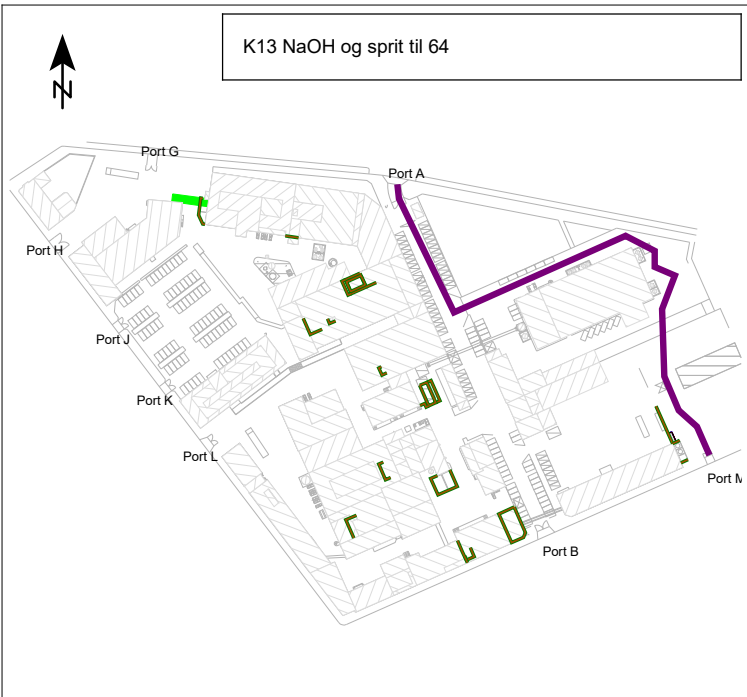 K13 NaOH og sprit til 64
N
Port G
Port A
Port H
Port J
Port K
Port L
Port M
Port B